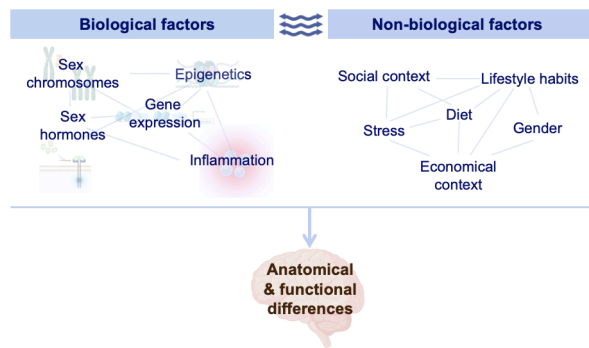 Biological factors
Non-biological factors
Sex
chromosomes
Epigenetics
Gene
expression
Sex
hormones
Inflammation
Social context
Lifestyle habits
Diet
Stress
Gender
Economical
context
Anatomical
& functional
differences